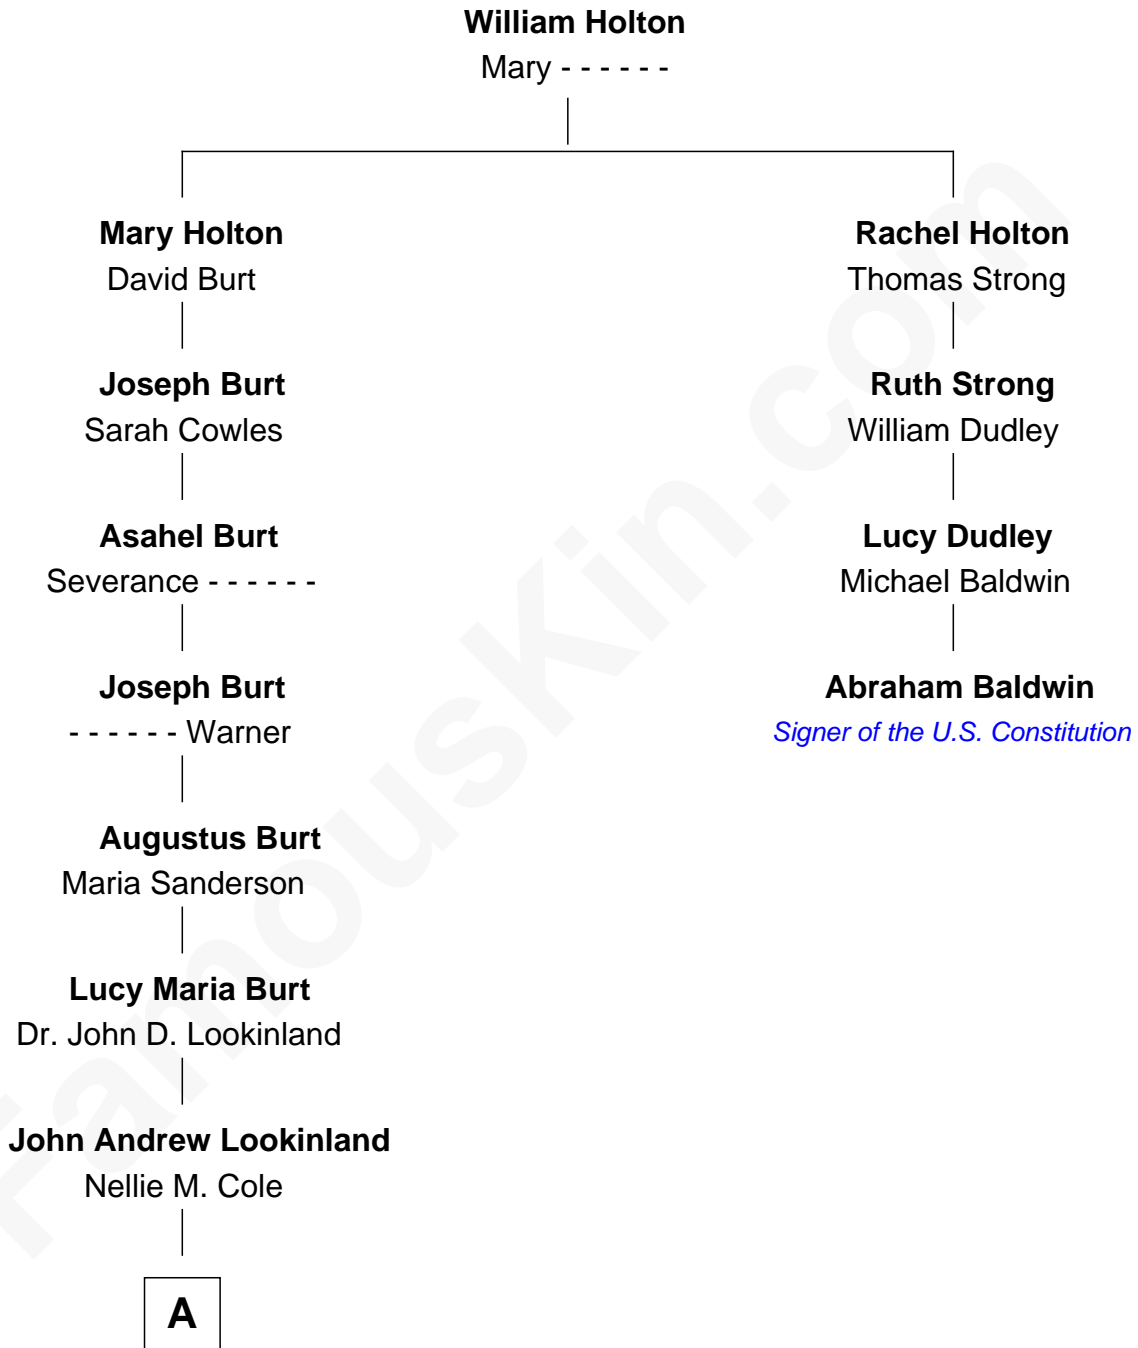 William Holton
Mary - - - - - -
Mary Holton
David Burt
Rachel Holton
Thomas Strong
Joseph Burt
Sarah Cowles
Ruth Strong
William Dudley
Asahel Burt
Severance - - - - - -
Lucy Dudley
Michael Baldwin
Joseph Burt
- - - - - - Warner
Abraham Baldwin
Signer of the U.S. Constitution
Augustus Burt
Maria Sanderson
Lucy Maria Burt
Dr. John D. Lookinland
John Andrew Lookinland
Nellie M. Cole
A
FamousKin.com